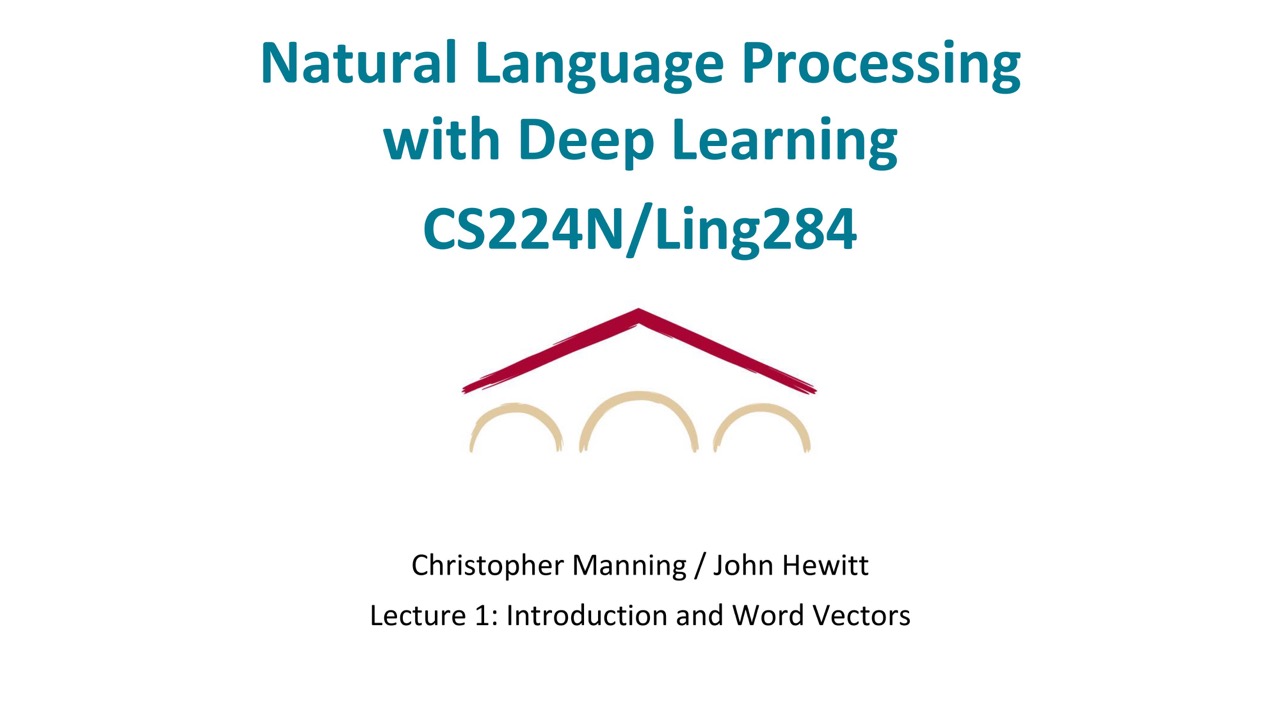 Natural Language Processing
with Deep Learning
CS224N/Ling284
Christopher Manning / John Hewitt
Lecture 1: Introduction and Word Vectors